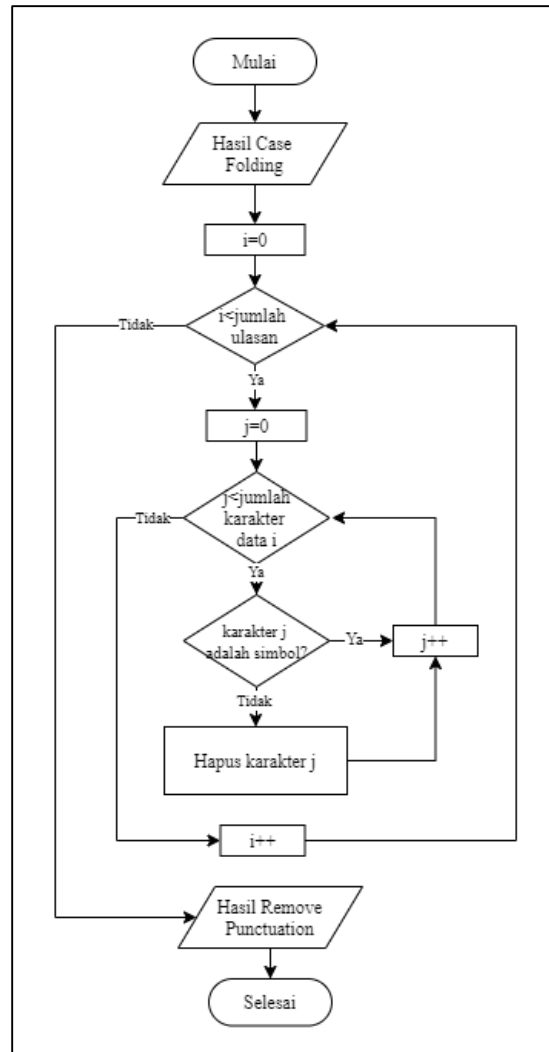 Mulai
Hasil Case
Folding
i=0
i<jumlah
ulasan
Tidak
Ya
j=0
j<jumlah
karakter
data i
Tidak
Ya
karakter j
adalah simbol?
Ya
j++
Tidak
Hapus karakter j
i++
Hasil Remove
Punctuation
Selesai